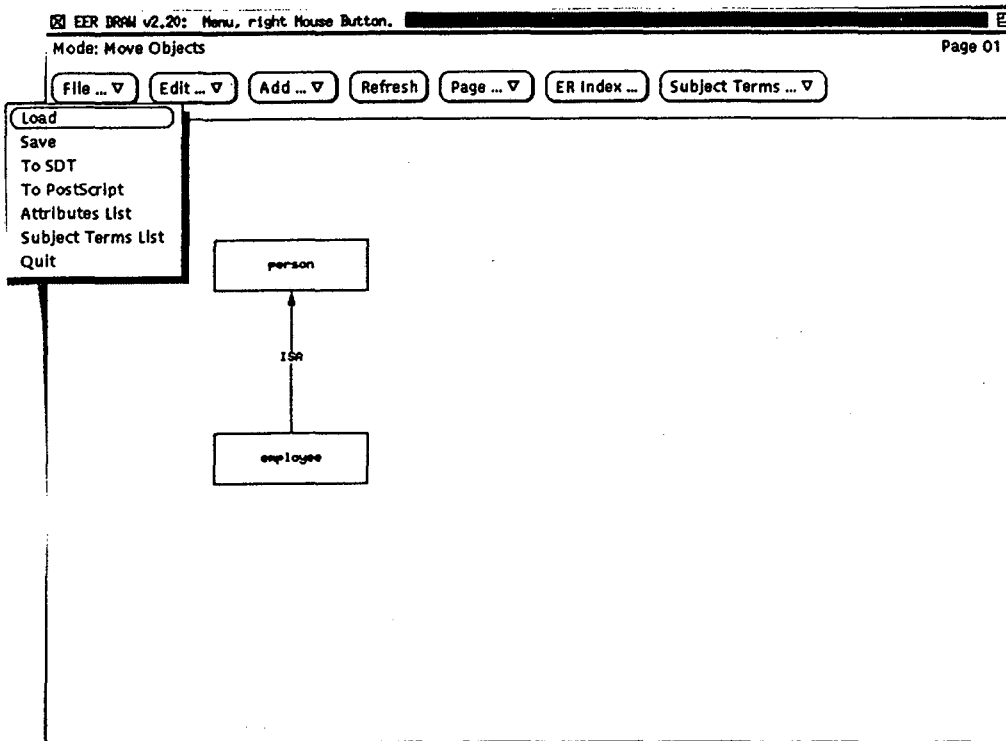 EER DRAW v2.20: Menu, right Mouse Button.
Mode: Move Objects Page 01
File ... ▽ Edit ... ▽ Add ... ▽ Refresh Page ... ▽ ER Index ... Subject Terms ... ▽
Load
Save
To SDT
To PostScript
Attributes List
Subject Terms List
Quit
person
ISA
employee